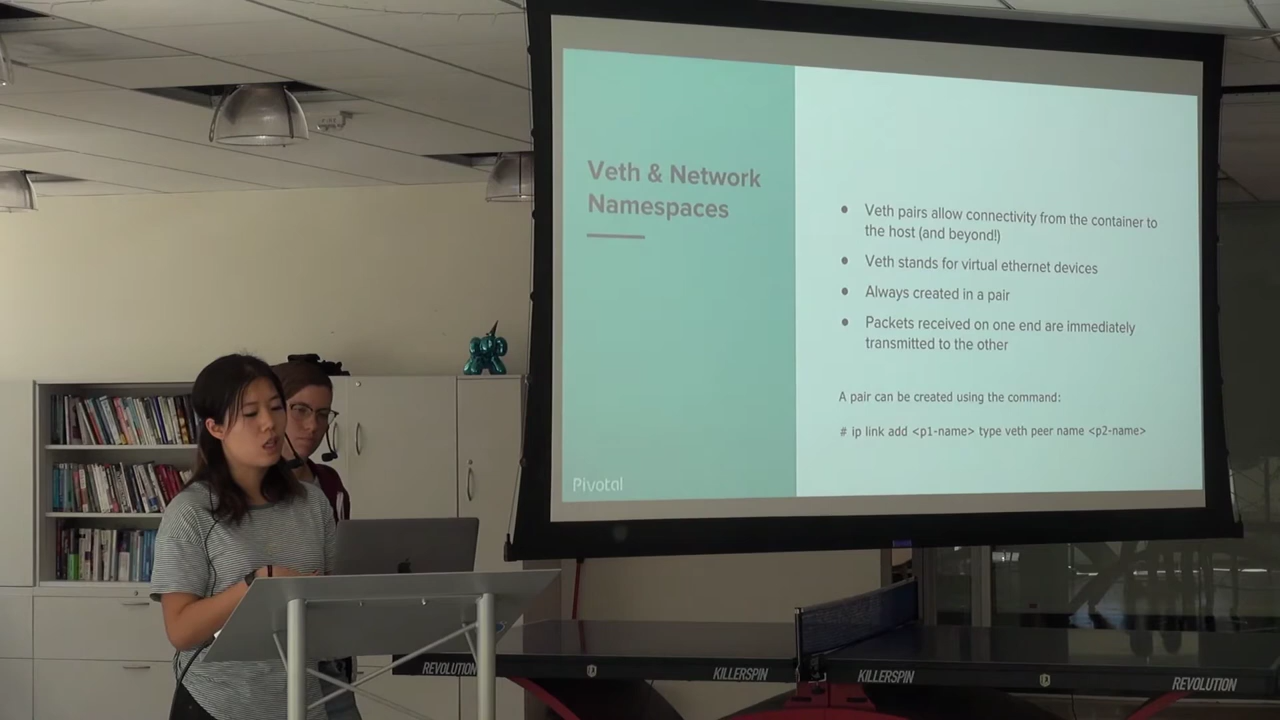 Veth & Network
Namespaces
● Veth pairs allow connectivity from the container to
the host (and beyond!)
● Veth stands for virtual ethernet devices
● Always created in a pair
● Packets received on one end are immediately
transmitted to the other
A pair can be created using the command:
# ip link add <p1-name> type veth peer name <p2-name>
Pivotal
REVOLUTION KILLERSPIN KILLERSPIN REVOLUTION